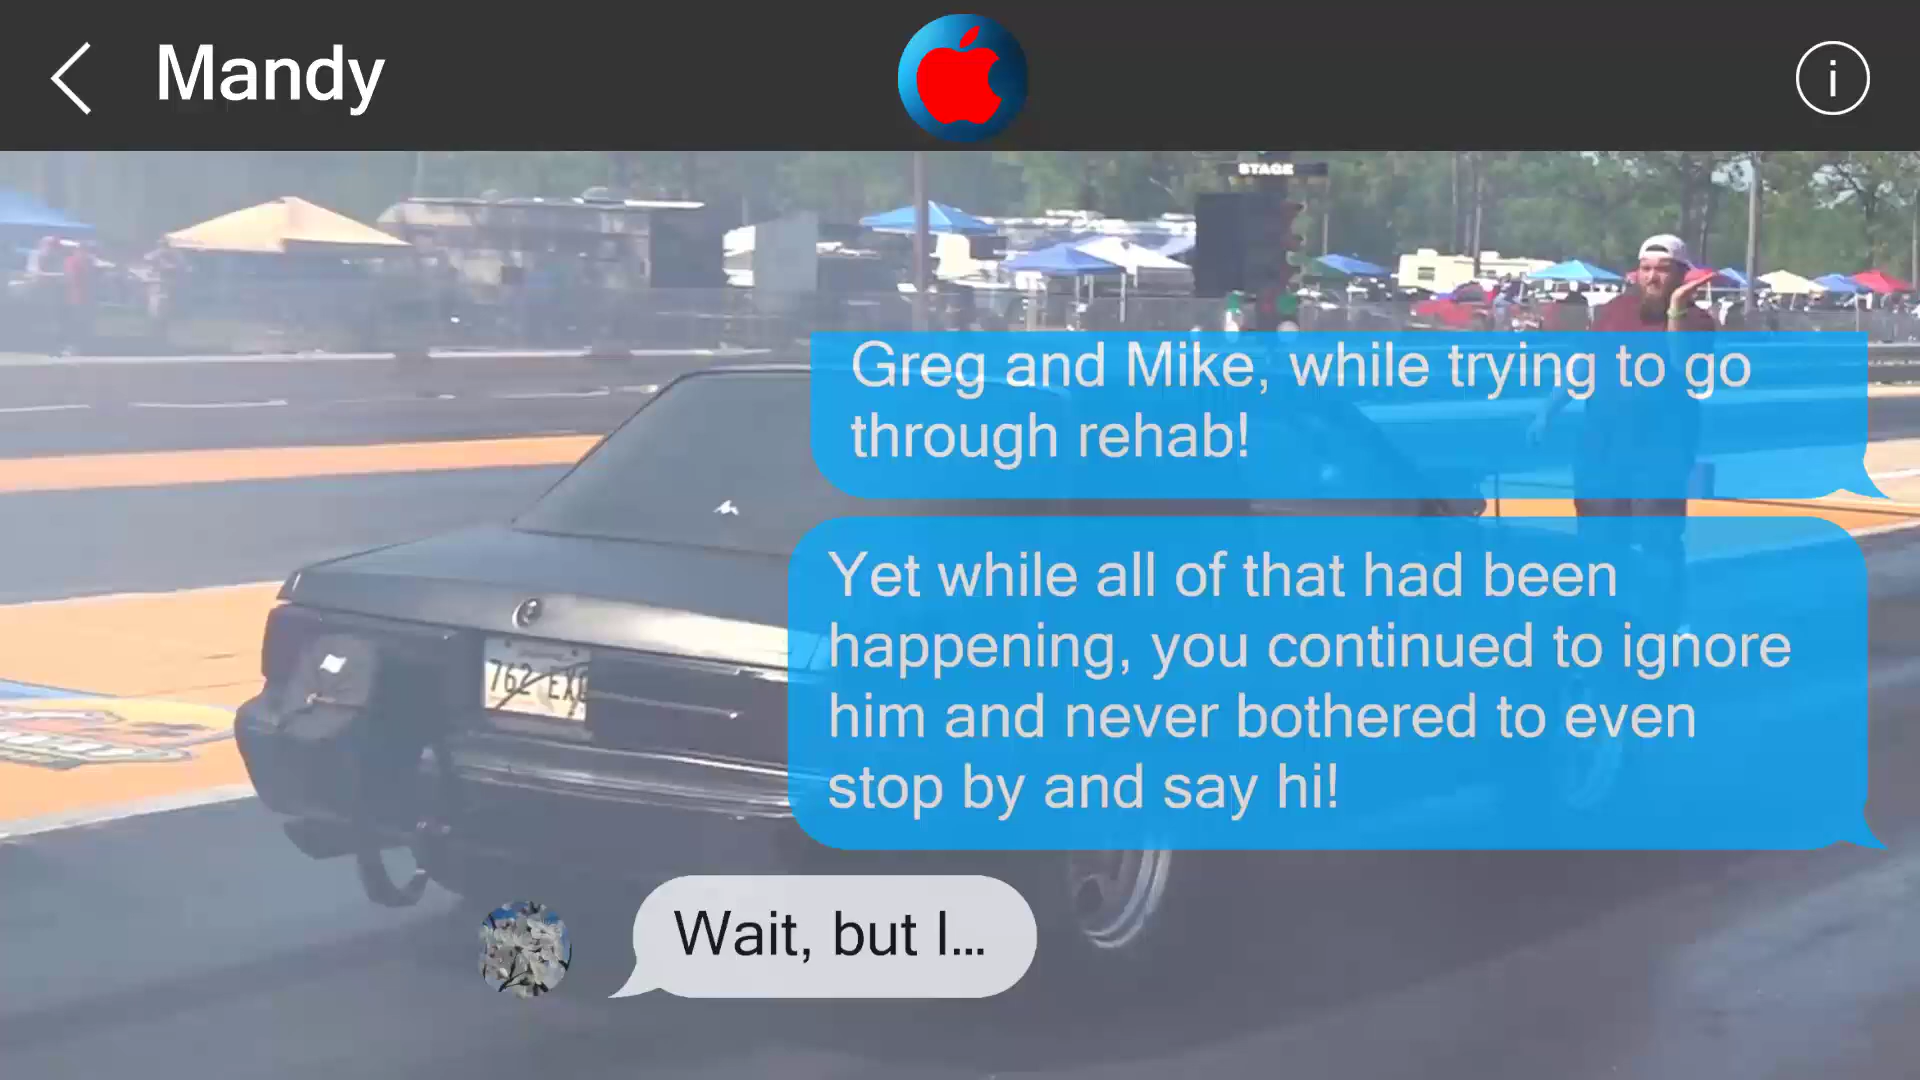 Mandy
i
STAGE
Greg and Mike, while trying to go
through rehab!
Yet while all of that had been
happening, you continued to ignore
him and never bothered to even
stop by and say hi!
762
Wait, but I...